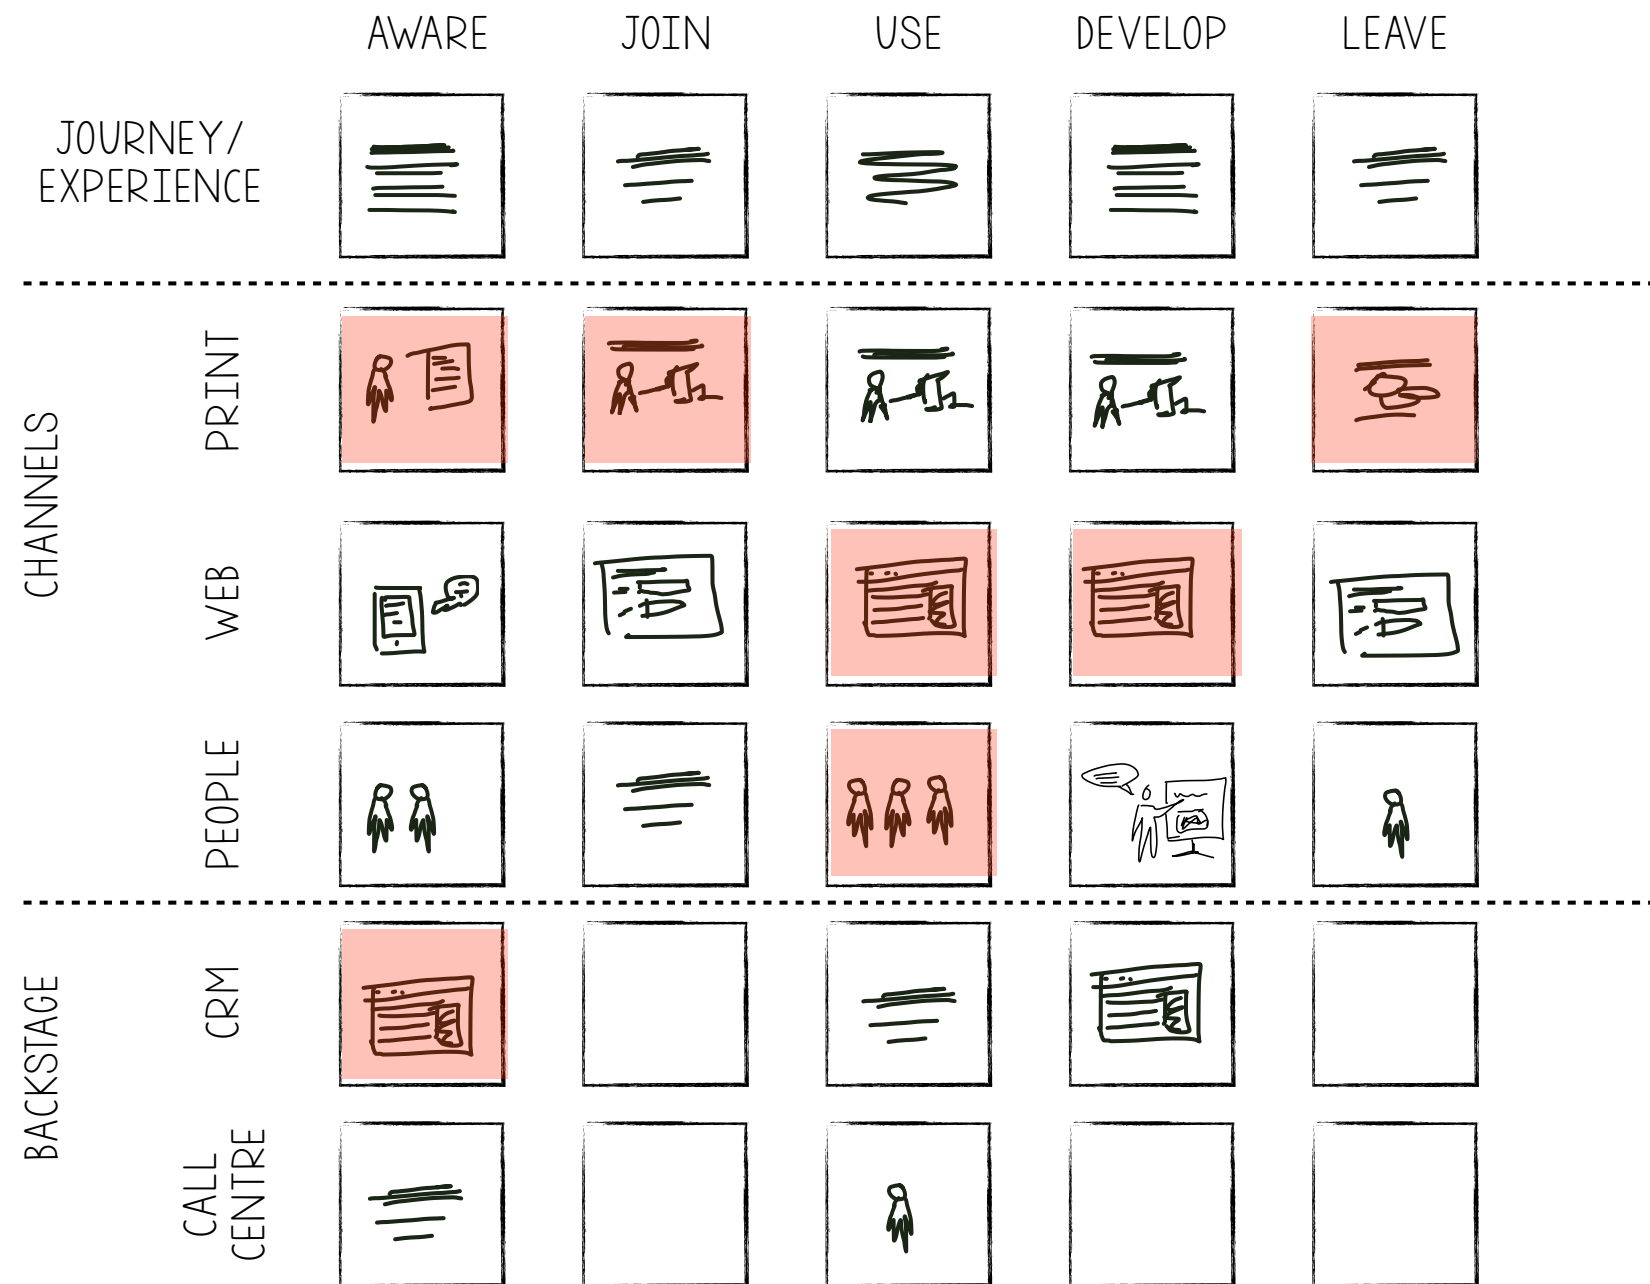 AWARE JOIN USE DEVELOP LEAVE
JOURNEY/
EXPERIENCE
CHANNELS
PRINT
WEB
PEOPLE
BACKSTAGE
CRM
CALL
CENTRE